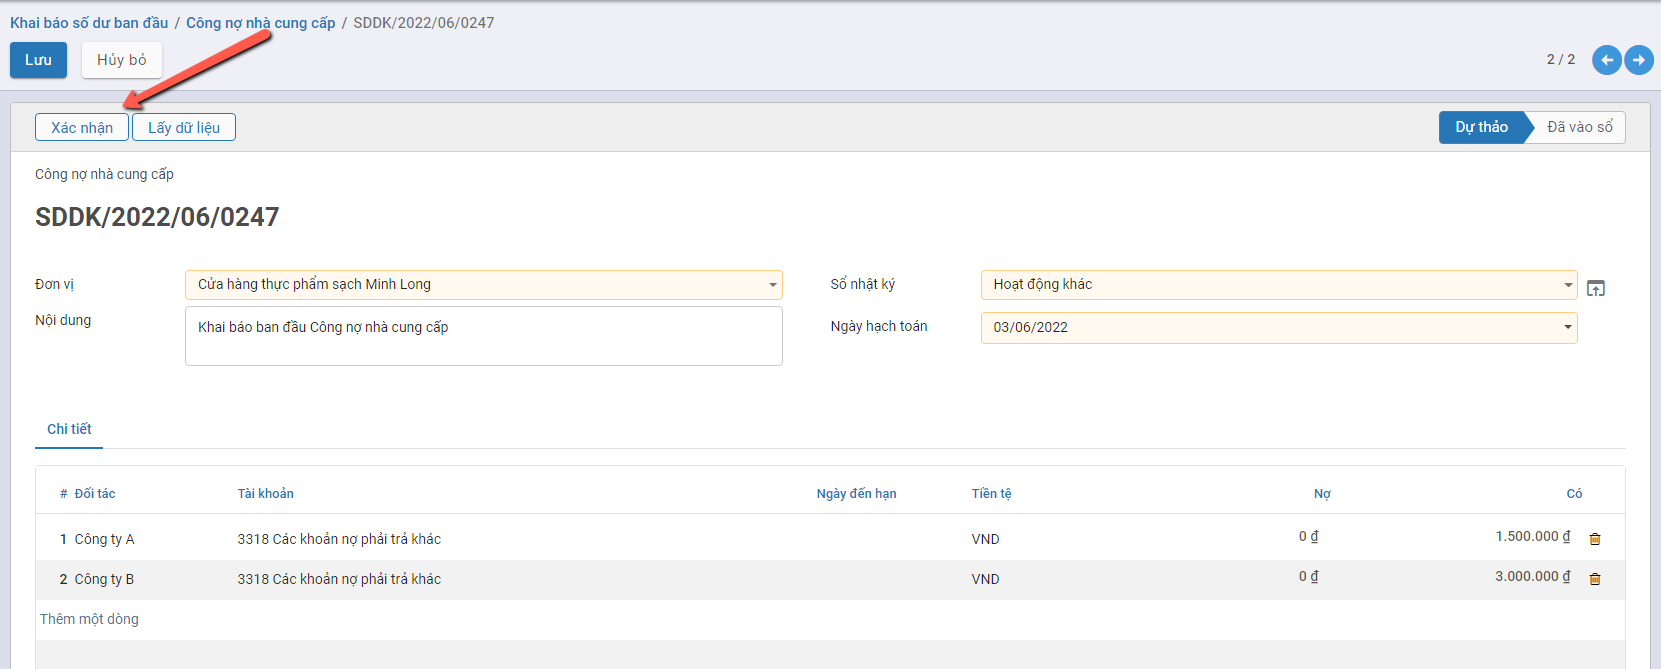 Khai báo số dư ban đầu / Công nợ nhà cung cấp / SDDK/2022/06/0247
Lưu Hủy bỏ 2 / 2
Xác nhận Lấy dữ liệu Dự thảo Đã vào sổ
Công nợ nhà cung cấp
SDDK/2022/06/0247
Đơn vị Cửa hàng thực phẩm sạch Minh Long Sổ nhật ký Hoạt động khác
Nội dung Khai báo ban đầu Công nợ nhà cung cấp Ngày hạch toán 03/06/2022
Chi tiết
# Đối tác Tài khoản Ngày đến hạn Tiền tệ Nợ Có
1 Công ty A 3318 Các khoản nợ phải trả khác VND 0 ₫ 1.500.000 ₫
2 Công ty B 3318 Các khoản nợ phải trả khác VND 0 ₫ 3.000.000 ₫
Thêm một dòng